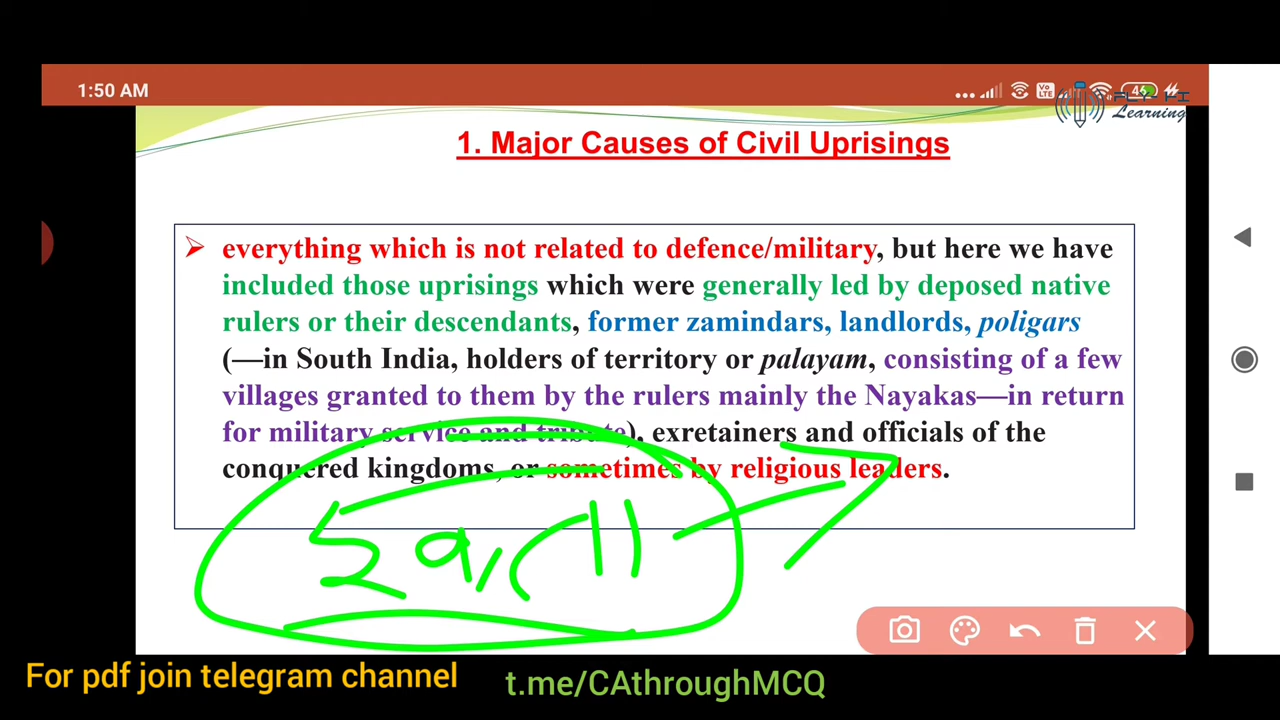 1:50 AM
46
Learning
1. Major Causes of Civil Uprisings
everything which is not related to defence/military, but here we have
included those uprisings which were generally led by deposed native
rulers or their descendants, former zamindars, landlords, poligars
(—in South India, holders of territory or palayam, consisting of a few
villages granted to them by the rulers mainly the Nayakas—in return
for military service and tribute), exretainers and officials of the
conquered kingdoms, or sometimes by religious leaders.
For pdf join telegram channel
t.me/CAthroughMCQ